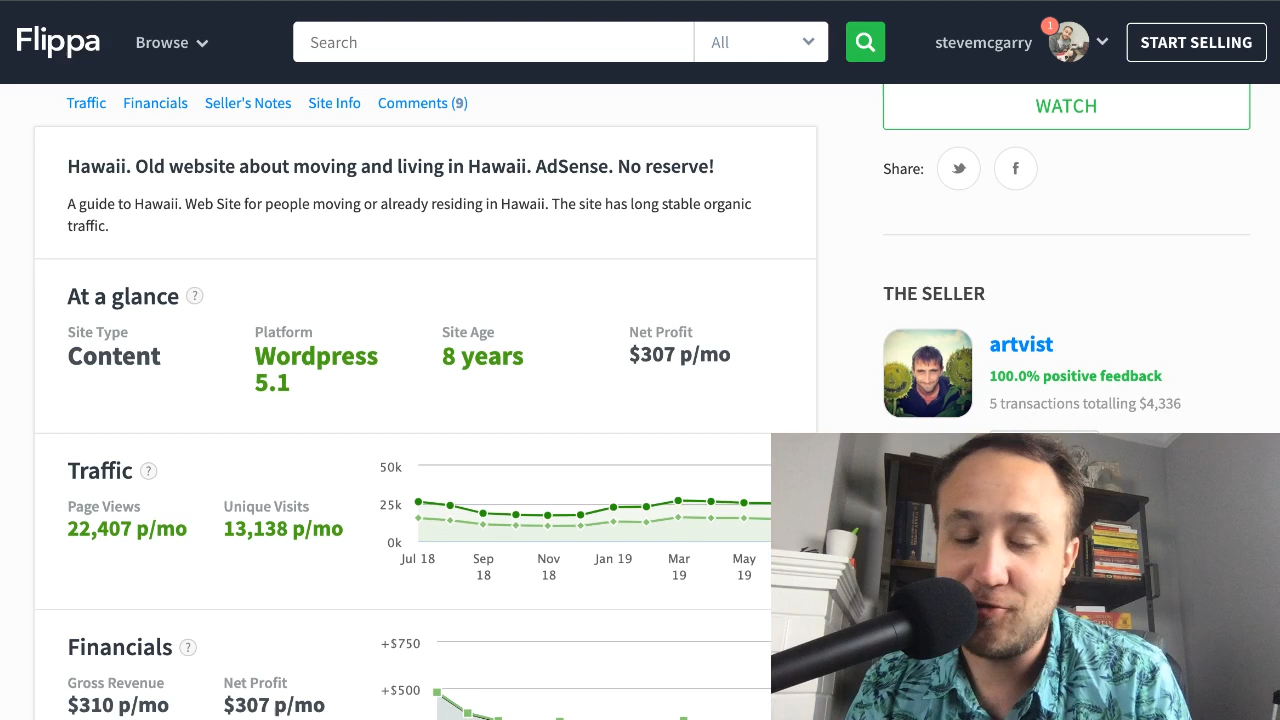 Flippa
Browse
Search
All
stevemcgarry
1
START SELLING
Traffic
Financials
Seller's Notes
Site Info
Comments (9)
WATCH
Share:
Hawaii. Old website about moving and living in Hawaii. AdSense. No reserve!
A guide to Hawaii. Web Site for people moving or already residing in Hawaii. The site has long stable organic
traffic.
At a glance ?
Site Type
Content
Platform
Wordpress
5.1
Site Age
8 years
Net Profit
$307 p/mo
THE SELLER
artvist
100.0% positive feedback
5 transactions totalling $4,336
Traffic ?
Page Views
22,407 p/mo
Unique Visits
13,138 p/mo
50k
25k
0k
Jul 18
Sep
18
Nov
18
Jan 19
Mar
19
May
19
Financials ?
Gross Revenue
$310 p/mo
Net Profit
$307 p/mo
+$750
+$500